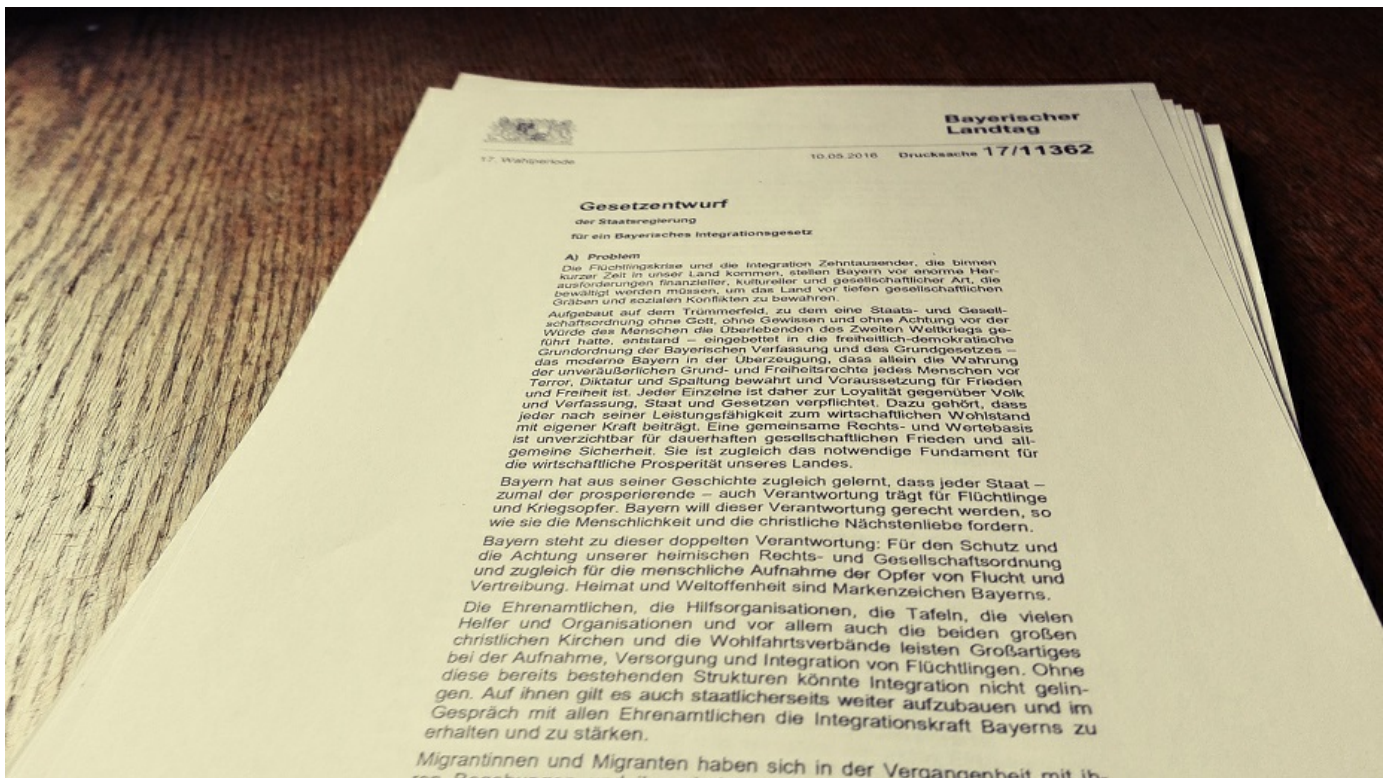 Bayerischer
Landtag
17. Wahlperiode
10.05.2016 Drucksache 17/11362
Gesetzentwurf
der Staatsregierung
für ein Bayerisches Integrationsgesetz
A) Problem
Die Flüchtlingskrise und die Integration Zehntausender, die binnen
kurzer Zeit in unser Land kommen, stellen Bayern vor enorme Her-
ausforderungen finanzieller, kultureller und gesellschaftlicher Art, die
bewältigt werden müssen, um das Land vor tiefen gesellschaftlichen
Gräben und sozialen Konflikten zu bewahren.
Aufgebaut auf dem Trümmerfeld, zu dem eine Staats- und Gesell-
schaftsordnung ohne Gott, ohne Gewissen und ohne Achtung vor der
Würde des Menschen die Überlebenden des Zweiten Weltkriegs ge-
führt hatte, entstand – eingebettet in die freiheitlich-demokratische
Grundordnung der Bayerischen Verfassung und des Grundgesetzes –
das moderne Bayern in der Überzeugung, dass allein die Wahrung
der unveräußerlichen Grund- und Freiheitsrechte jedes Menschen vor
Terror, Diktatur und Spaltung bewahrt und Voraussetzung für Frieden
und Freiheit ist. Jeder Einzelne ist daher zur Loyalität gegenüber Volk
und Verfassung, Staat und Gesetzen verpflichtet. Dazu gehört, dass
jeder nach seiner Leistungsfähigkeit zum wirtschaftlichen Wohlstand
mit eigener Kraft beiträgt. Eine gemeinsame Rechts- und Wertebasis
ist unverzichtbar für dauerhaften gesellschaftlichen Frieden und all-
gemeine Sicherheit. Sie ist zugleich das notwendige Fundament für
die wirtschaftliche Prosperität unseres Landes.
Bayern hat aus seiner Geschichte zugleich gelernt, dass jeder Staat –
zumal der prosperierende – auch Verantwortung trägt für Flüchtlinge
und Kriegsopfer. Bayern will dieser Verantwortung gerecht werden, so
wie sie die Menschlichkeit und die christliche Nächstenliebe fordern.
Bayern steht zu dieser doppelten Verantwortung: Für den Schutz und
die Achtung unserer heimischen Rechts- und Gesellschaftsordnung
und zugleich für die menschliche Aufnahme der Opfer von Flucht und
Vertreibung. Heimat und Weltoffenheit sind Markenzeichen Bayerns.
Die Ehrenamtlichen, die Hilfsorganisationen, die Tafeln, die vielen
Helfer und Organisationen und vor allem auch die beiden großen
christlichen Kirchen und die Wohlfahrtsverbände leisten Großartiges
bei der Aufnahme, Versorgung und Integration von Flüchtlingen. Ohne
diese bereits bestehenden Strukturen könnte Integration nicht gelin-
gen. Auf ihnen gilt es auch staatlicherseits weiter aufzubauen und im
Gespräch mit allen Ehrenamtlichen die Integrationskraft Bayerns zu
erhalten und zu stärken.
Migrantinnen und Migranten haben sich in der Vergangenheit mit ih-